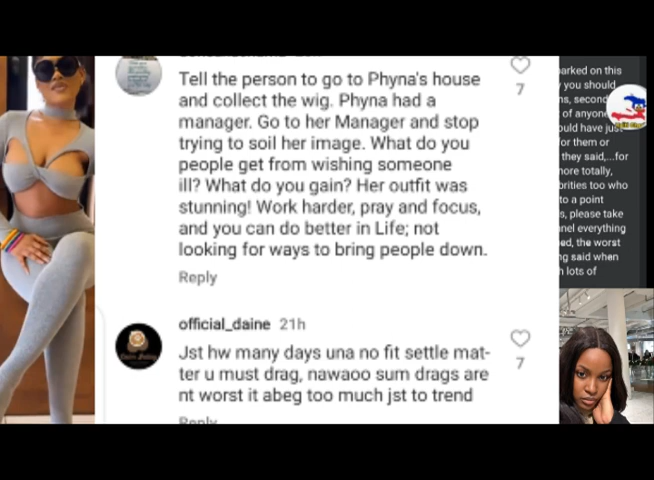 Tell the person to go to Phyna's house
and collect the wig. Phyna had a
manager. Go to her Manager and stop
trying to soil her image. What do you
people get from wishing someone
ill? What do you gain? Her outfit was
stunning! Work harder, pray and focus,
and you can do better in Life; not
looking for ways to bring people down.
Reply
7
official_daine 21h
Jst hw many days una no fit settle mat-
ter u must drag, nawaoo sum drags are
nt worst it abeg too much jst to trend
7
Reply
arked on this
you should
ns, second
of anyone
ould have just
for them or
they said,...for
more totally,
brities too who
to a point
s, please take
nel everything
ed, the worst
ng said when
h lots of